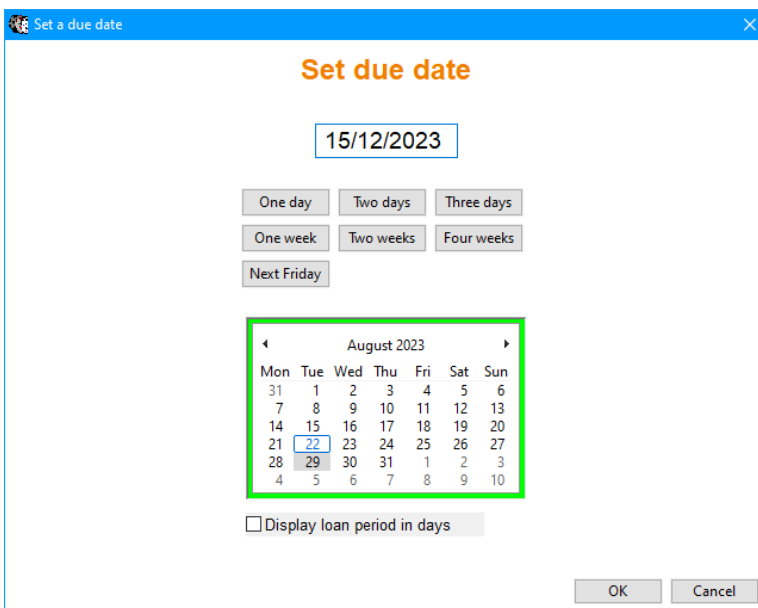 Set a due date
Set due date
15/12/2023
One day Two days Three days
One week Two weeks Four weeks
Next Friday
August 2023
Mon Tue Wed Thu Fri Sat Sun
31 1 2 3 4 5 6
7 8 9 10 11 12 13
14 15 16 17 18 19 20
21 22 23 24 25 26 27
28 29 30 31 1 2 3
4 5 6 7 8 9 10
Display loan period in days
OK Cancel